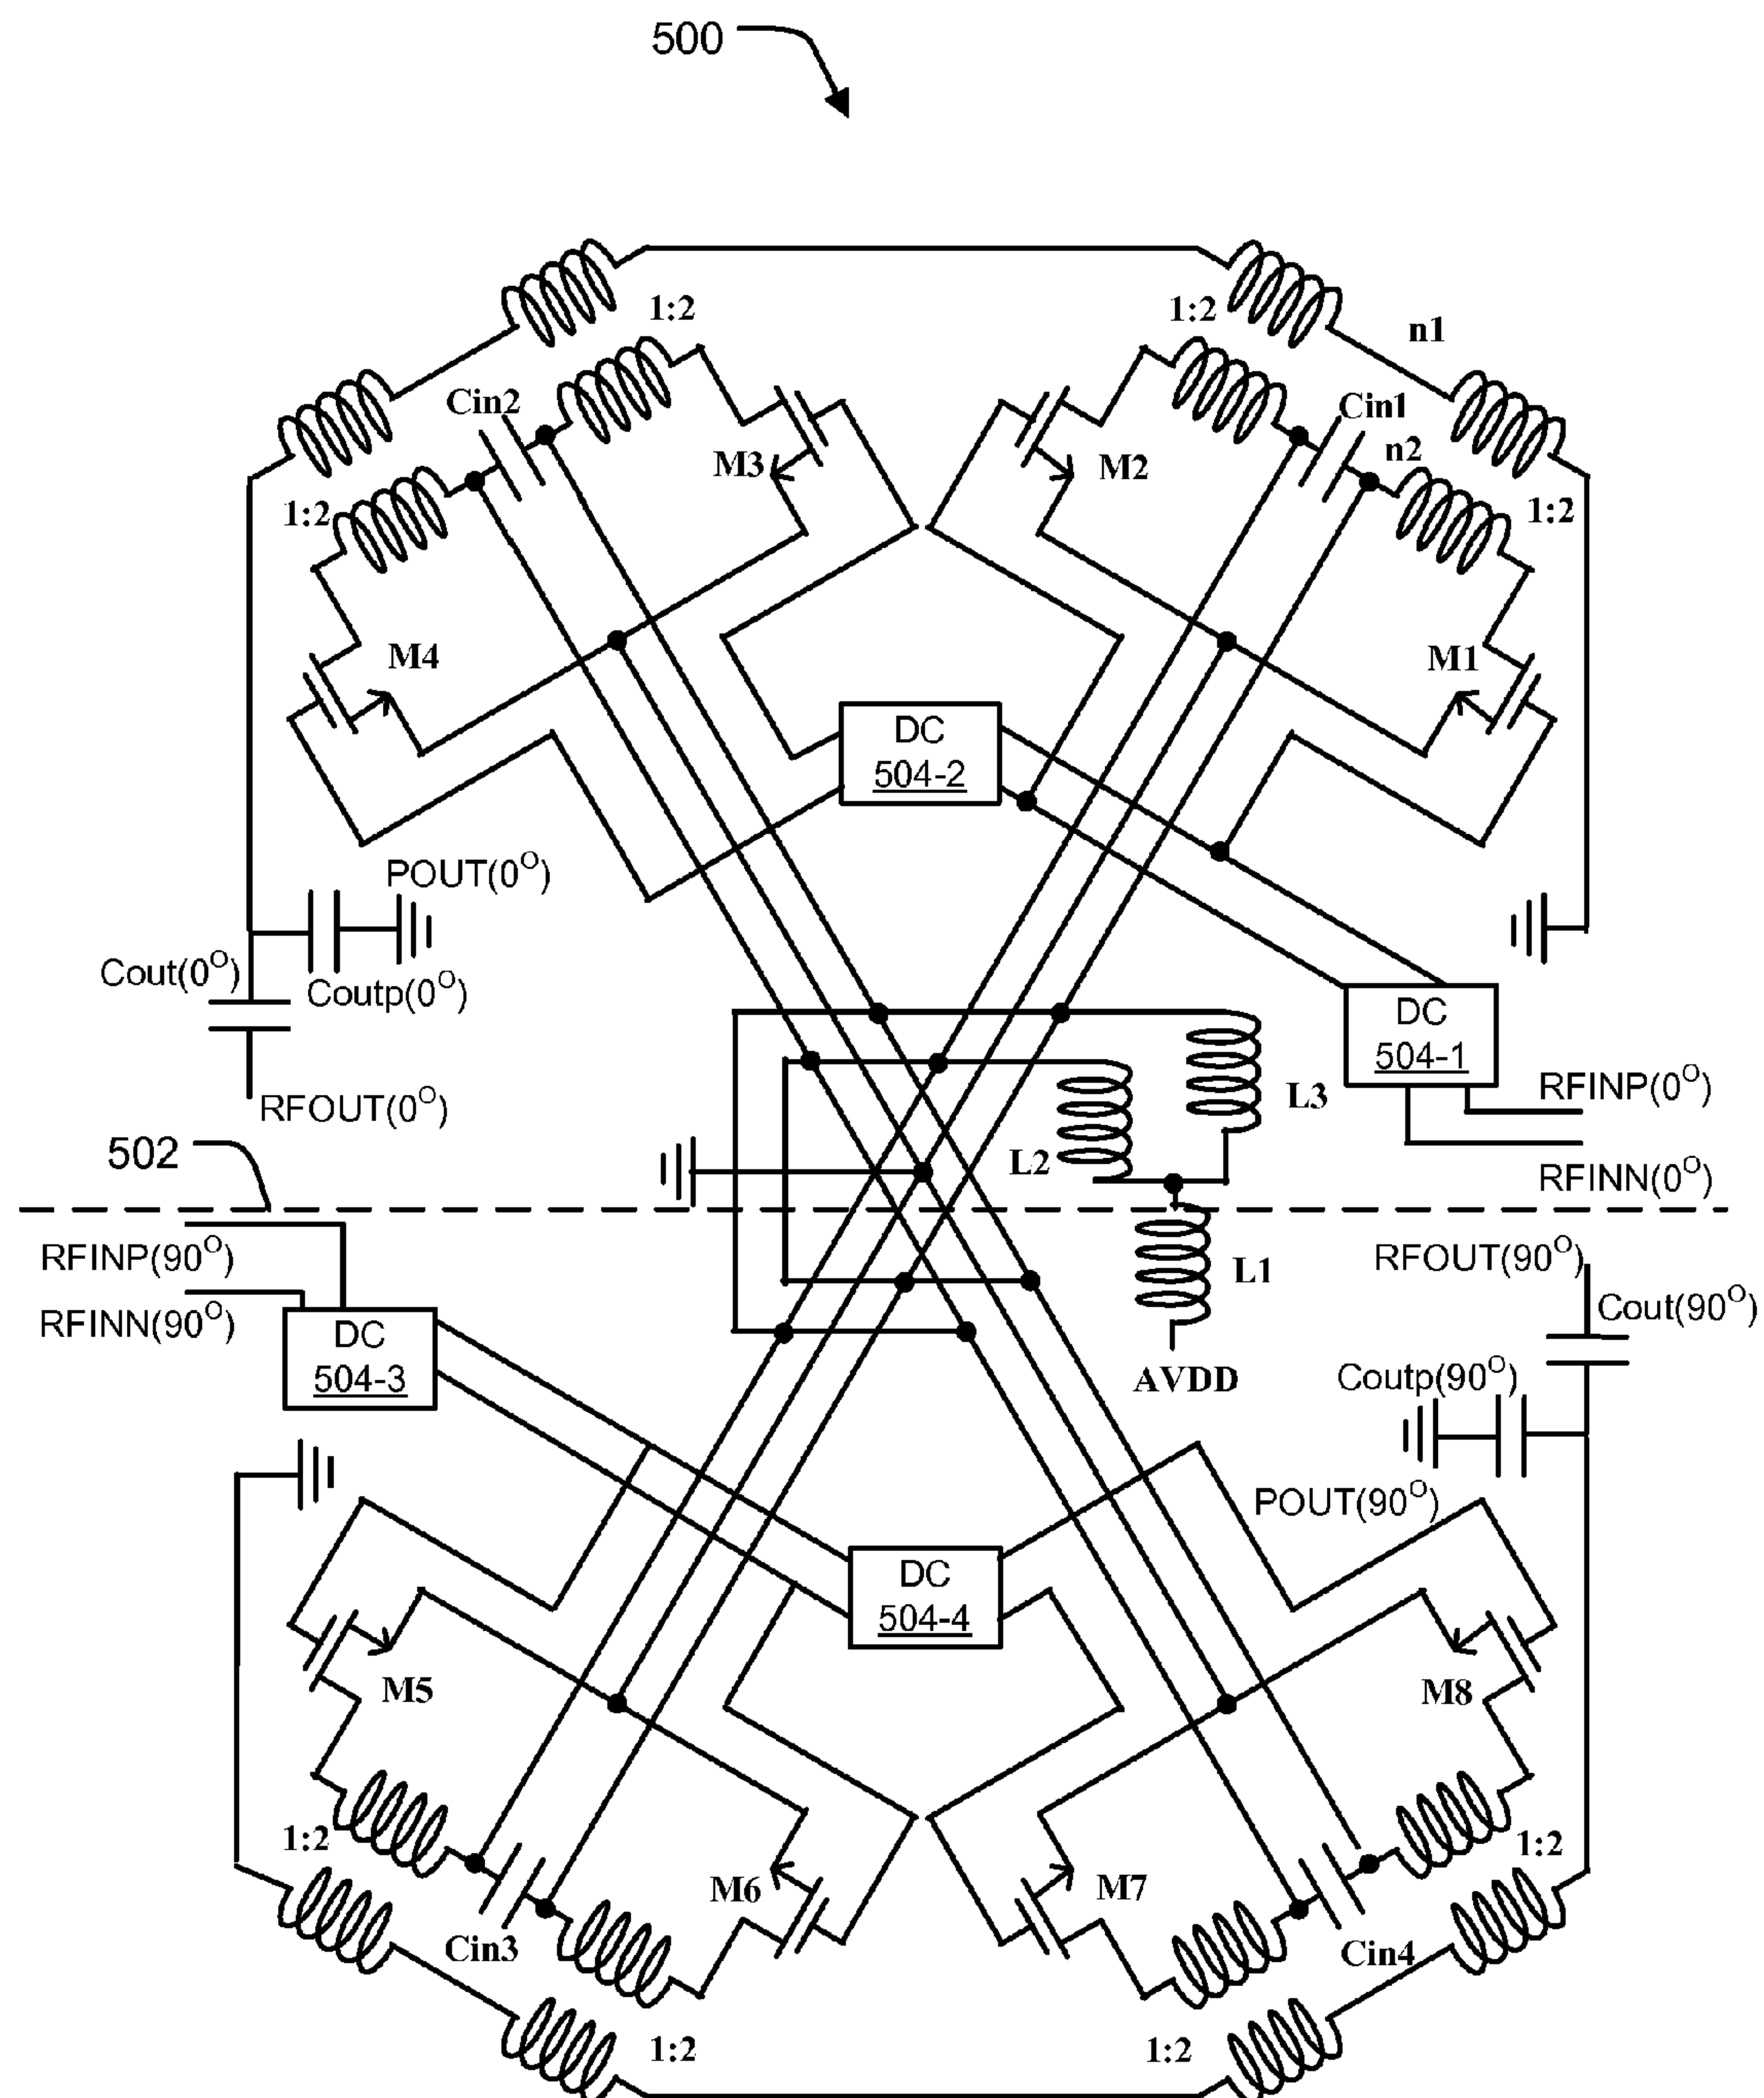 500
1:2
1:2
n1
Cin2
Cin1
M3
M2
n2
1:2
1:2
M4
M1
DC
504-2
POUT(0O)
Cout(0O)
Coutp(0O)
DC
504-1
RFINP(0O)
L3
RFOUT(0O)
502
L2
RFINN(0O)
RFINP(90O)
RFOUT(90O)
L1
Cout(90O)
RFINN(90O)
DC
504-3
AVDD
Coutp(90O)
POUT(90O)
DC
504-4
M5
M8
1:2
1:2
M6
M7
Cin3
Cin4
1:2
1:2